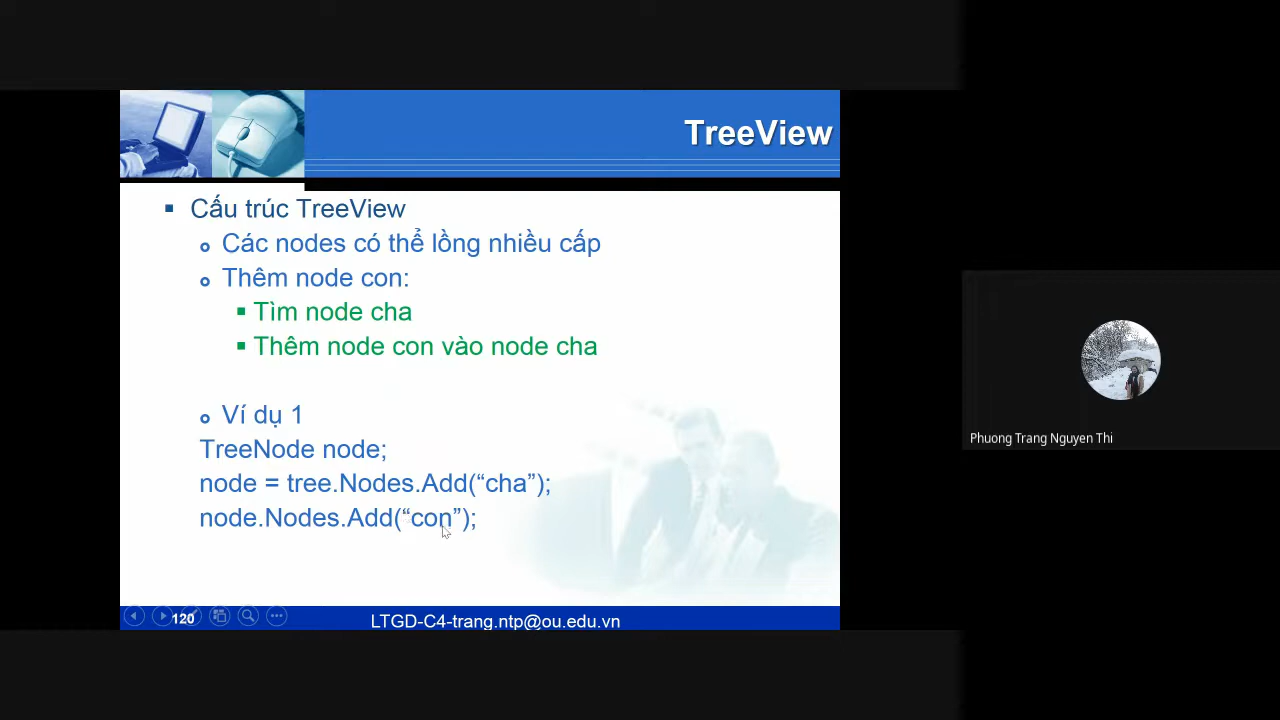 TreeView
Cấu trúc TreeView
Các nodes có thể lồng nhiều cấp
Thêm node con:
Tìm node cha
Thêm node con vào node cha
Ví dụ 1
TreeNode node;
node = tree.Nodes.Add(“cha”);
node.Nodes.Add(“con”);
Phuong Trang Nguyen Thi
120
LTGD-C4-trang.ntp@ou.edu.vn